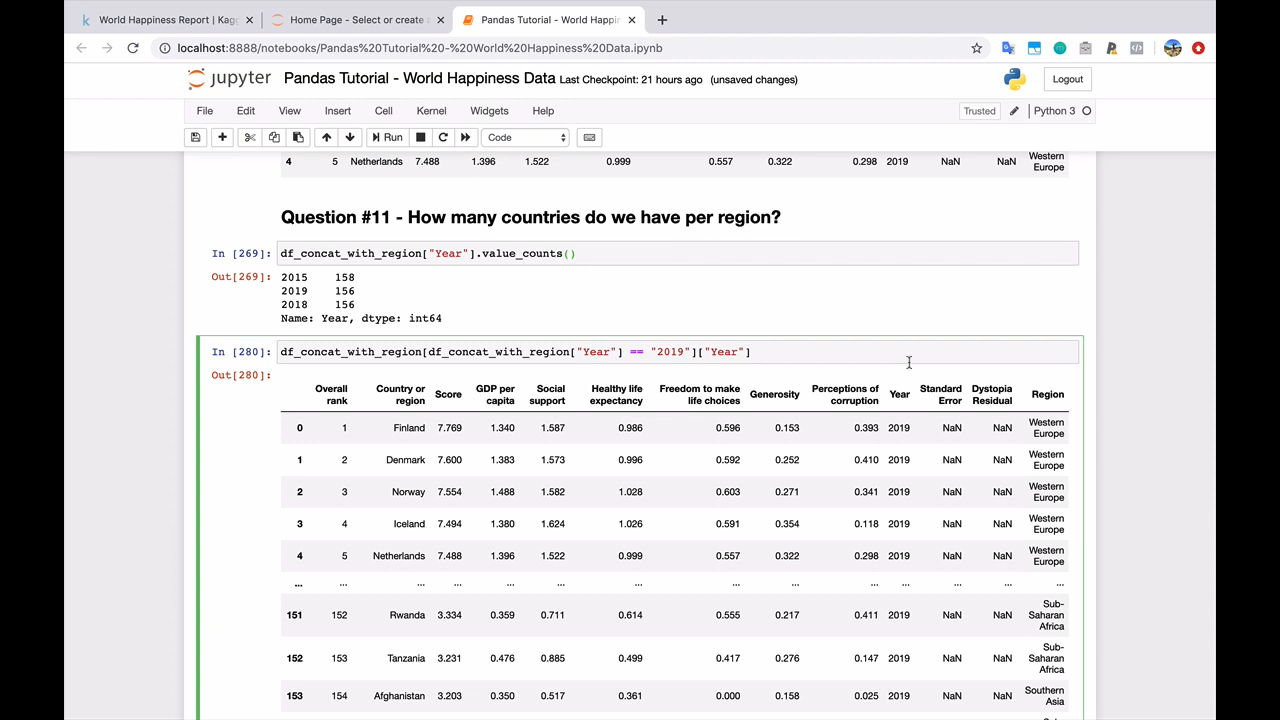 World Happiness Report | Kagg
Home Page - Select or create a
Pandas Tutorial - World Happin
localhost:8888/notebooks/Pandas%20Tutorial%20-%20World%20Happiness%20Data.ipynb
jupyter Pandas Tutorial - World Happiness Data Last Checkpoint: 21 hours ago (unsaved changes) Logout
File Edit View Insert Cell Kernel Widgets Help Trusted Python 3
Run Code
4 5 Netherlands 7.488 1.396 1.522 0.999 0.557 0.322 0.298 2019 NaN NaN Western
Europe
Question #11 - How many countries do we have per region?
In [269]: df_concat_with_region["Year"].value_counts()
Out[269]: 2015 158
2019 156
2018 156
Name: Year, dtype: int64
In [280]: df_concat_with_region[df_concat_with_region["Year"] == "2019"]["Year"]
Out[280]:
Overall Country or Score GDP per Social Healthy life Freedom to make Generosity Perceptions of Year Standard Dystopia Region
rank region capita support expectancy life choices corruption Error Residual
0 1 Finland 7.769 1.340 1.587 0.986 0.596 0.153 0.393 2019 NaN NaN Western
Europe
1 2 Denmark 7.600 1.383 1.573 0.996 0.592 0.252 0.410 2019 NaN NaN Western
Europe
2 3 Norway 7.554 1.488 1.582 1.028 0.603 0.271 0.341 2019 NaN NaN Western
Europe
3 4 Iceland 7.494 1.380 1.624 1.026 0.591 0.354 0.118 2019 NaN NaN Western
Europe
4 5 Netherlands 7.488 1.396 1.522 0.999 0.557 0.322 0.298 2019 NaN NaN Western
Europe
... ... ... ... ... ... ... ... ... ... ... ... ... ...
151 152 Rwanda 3.334 0.359 0.711 0.614 0.555 0.217 0.411 2019 NaN NaN Sub-
Saharan
Africa
152 153 Tanzania 3.231 0.476 0.885 0.499 0.417 0.276 0.147 2019 NaN NaN Sub-
Saharan
Africa
153 154 Afghanistan 3.203 0.350 0.517 0.361 0.000 0.158 0.025 2019 NaN NaN Southern
Asia